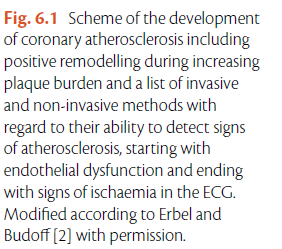 Fig. 6.1 Scheme of the development
of coronary atherosclerosis including
positive remodelling during increasing
plaque burden and a list of invasive
and non-invasive methods with
regard to their ability to detect signs
of atherosclerosis, starting with
endothelial dysfunction and ending
with signs of ischaemia in the ECG.
Modified according to Erbel and
Budoff [2] with permission.